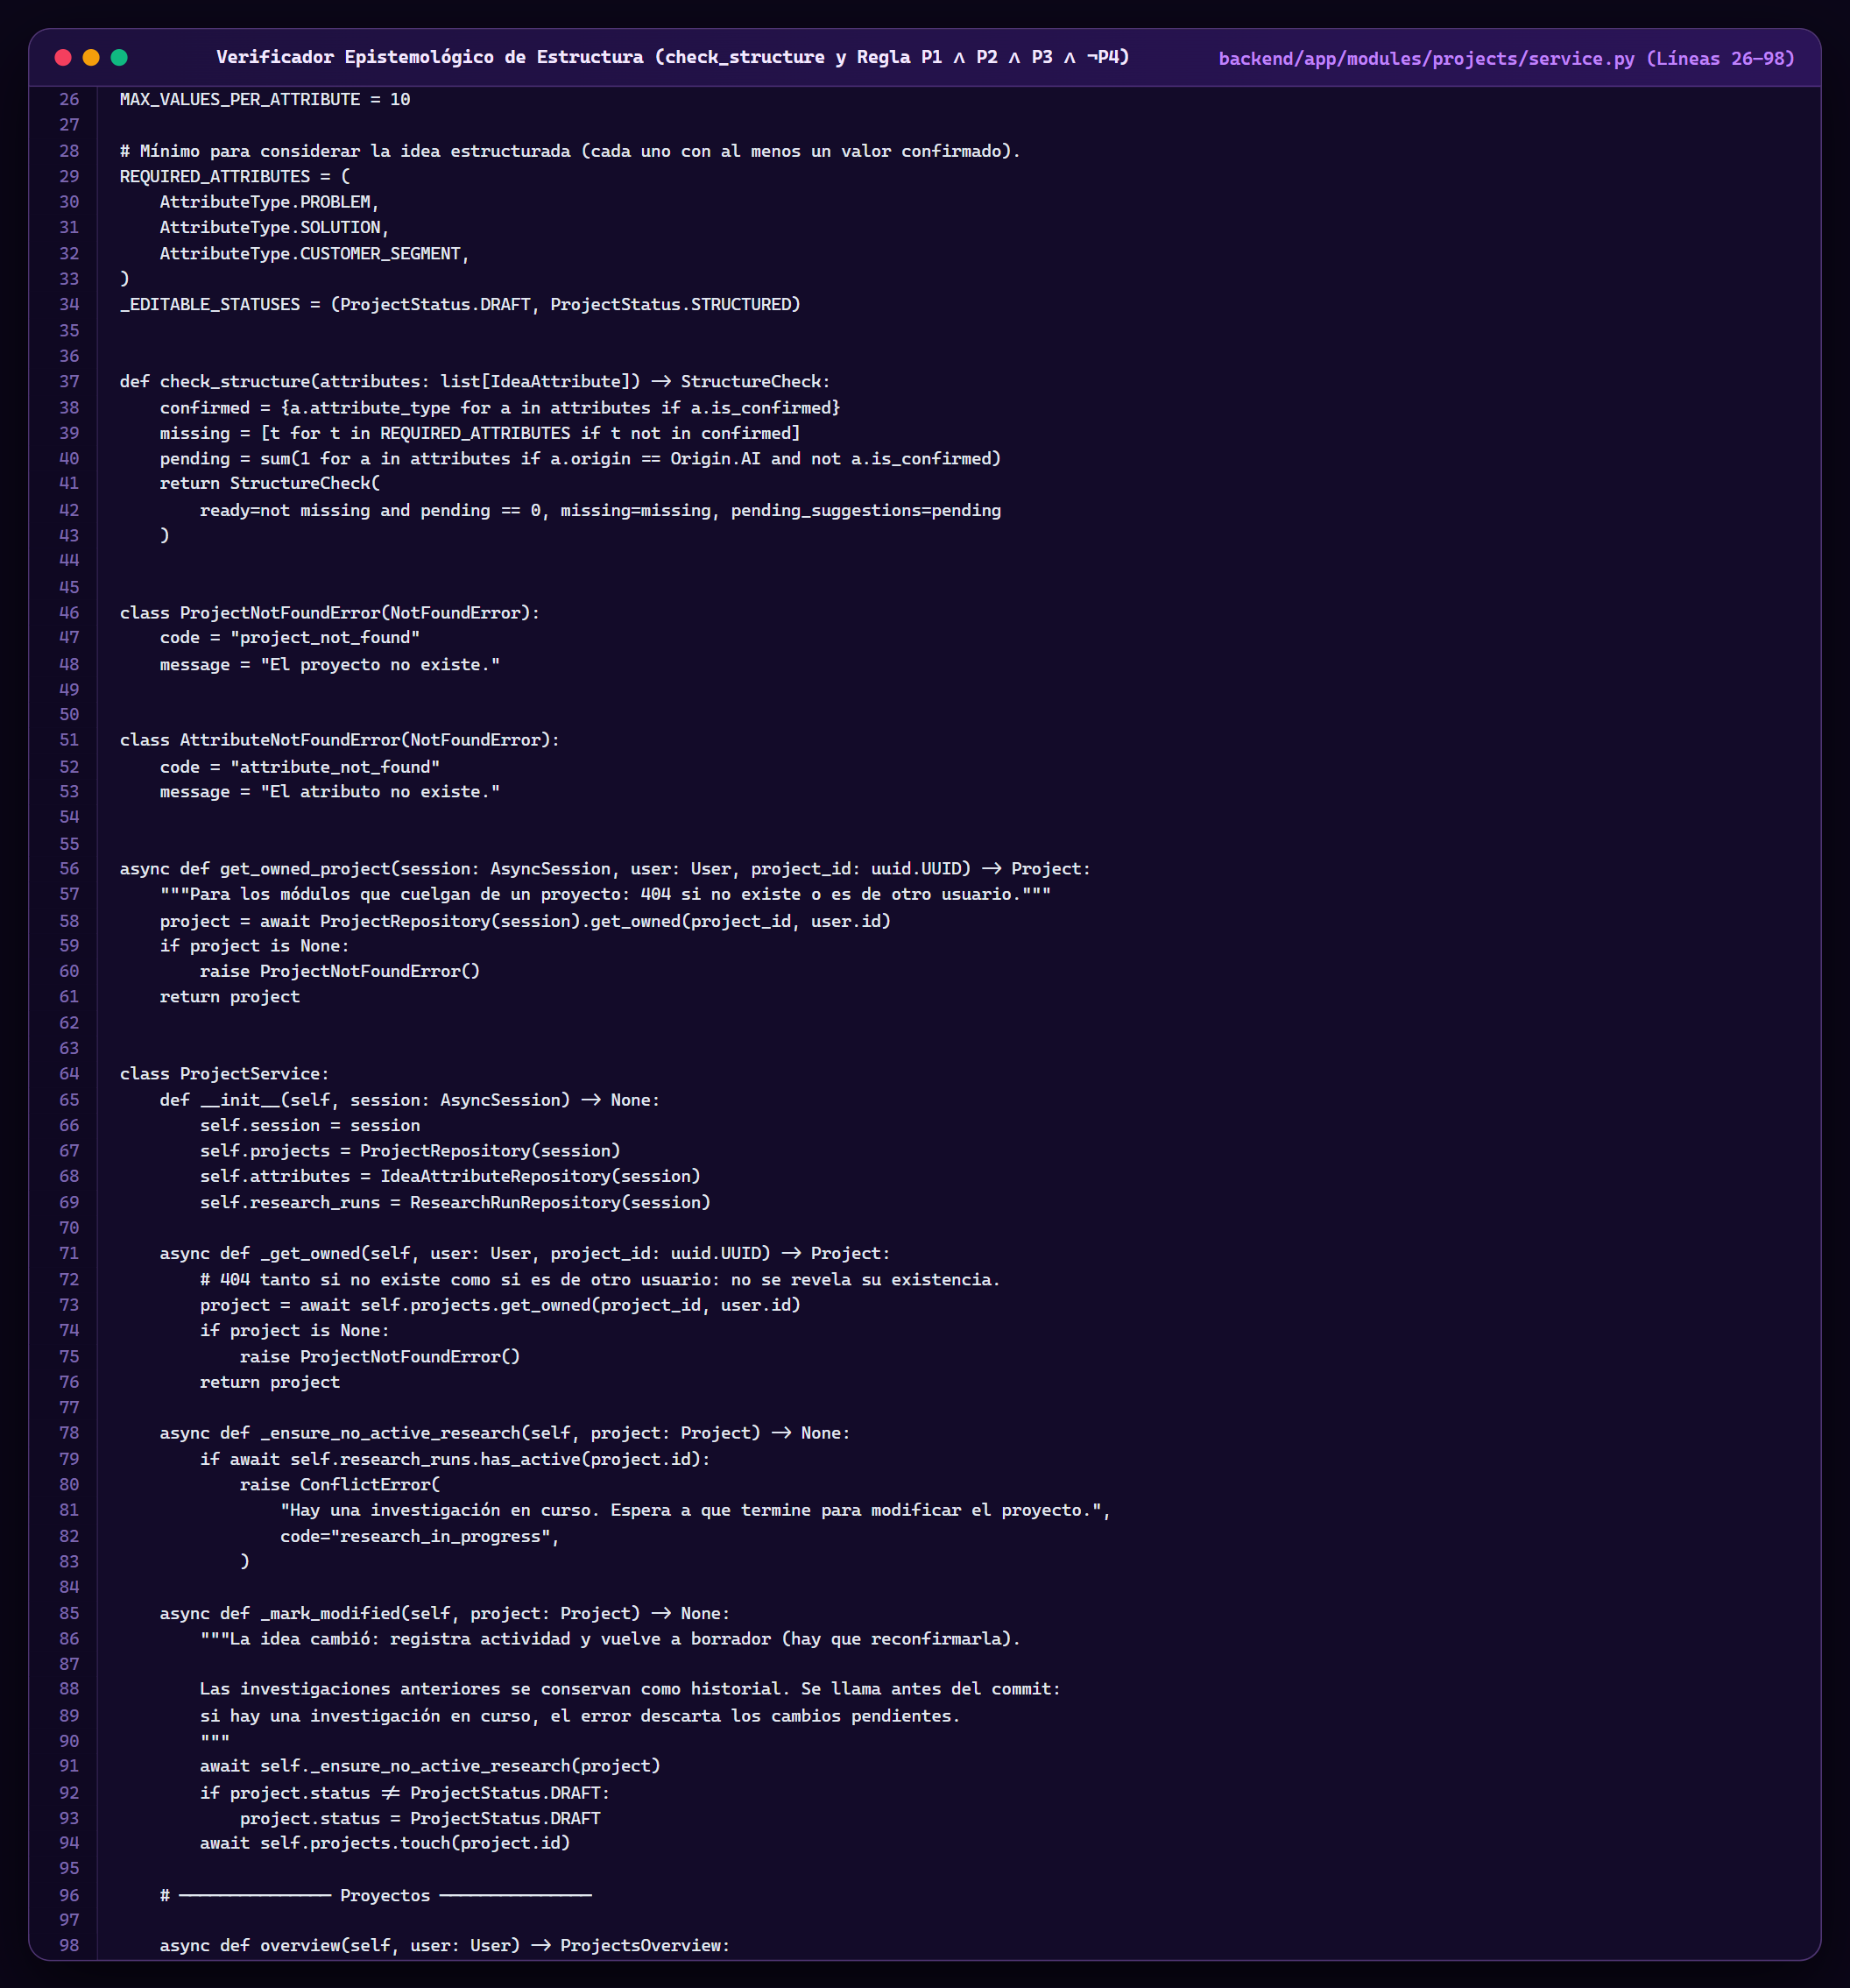 Verificador Epistemológico de Estructura (check_structure y Regla P1 ∧ P2 ∧ P3 ∧ ¬P4)
backend/app/modules/projects/service.py (Líneas 26–98)
26 MAX_VALUES_PER_ATTRIBUTE = 10
27
28 # Mínimo para considerar la idea estructurada (cada uno con al menos un valor confirmado).
29 REQUIRED_ATTRIBUTES = (
30     AttributeType.PROBLEM,
31     AttributeType.SOLUTION,
32     AttributeType.CUSTOMER_SEGMENT,
33 )
34 _EDITABLE_STATUSES = (ProjectStatus.DRAFT, ProjectStatus.STRUCTURED)
35
36
37 def check_structure(attributes: list[IdeaAttribute]) -> StructureCheck:
38     confirmed = {a.attribute_type for a in attributes if a.is_confirmed}
39     missing = [t for t in REQUIRED_ATTRIBUTES if t not in confirmed]
40     pending = sum(1 for a in attributes if a.origin == Origin.AI and not a.is_confirmed)
41     return StructureCheck(
42         ready=not missing and pending == 0, missing=missing, pending_suggestions=pending
43     )
44
45
46 class ProjectNotFoundError(NotFoundError):
47     code = "project_not_found"
48     message = "El proyecto no existe."
49
50
51 class AttributeNotFoundError(NotFoundError):
52     code = "attribute_not_found"
53     message = "El atributo no existe."
54
55
56 async def get_owned_project(session: AsyncSession, user: User, project_id: uuid.UUID) -> Project:
57     """Para los módulos que cuelgan de un proyecto: 404 si no existe o es de otro usuario."""
58     project = await ProjectRepository(session).get_owned(project_id, user.id)
59     if project is None:
60         raise ProjectNotFoundError()
61     return project
62
63
64 class ProjectService:
65     def __init__(self, session: AsyncSession) -> None:
66         self.session = session
67         self.projects = ProjectRepository(session)
68         self.attributes = IdeaAttributeRepository(session)
69         self.research_runs = ResearchRunRepository(session)
70
71     async def _get_owned(self, user: User, project_id: uuid.UUID) -> Project:
72         # 404 tanto si no existe como si es de otro usuario: no se revela su existencia.
73         project = await self.projects.get_owned(project_id, user.id)
74         if project is None:
75             raise ProjectNotFoundError()
76         return project
77
78     async def _ensure_no_active_research(self, project: Project) -> None:
79         if await self.research_runs.has_active(project.id):
80             raise ConflictError(
81                 "Hay una investigación en curso. Espera a que termine para modificar el proyecto.",
82                 code="research_in_progress",
83             )
84
85     async def _mark_modified(self, project: Project) -> None:
86         """La idea cambió: registra actividad y vuelve a borrador (hay que reconfirmarla).
87
88         Las investigaciones anteriores se conservan como historial. Se llama antes del commit:
89         si hay una investigación en curso, el error descarta los cambios pendientes.
90         """
91         await self._ensure_no_active_research(project)
92         if project.status != ProjectStatus.DRAFT:
93             project.status = ProjectStatus.DRAFT
94         await self.projects.touch(project.id)
95
96     # ─────────────── Proyectos ───────────────
97
98     async def overview(self, user: User) -> ProjectsOverview: